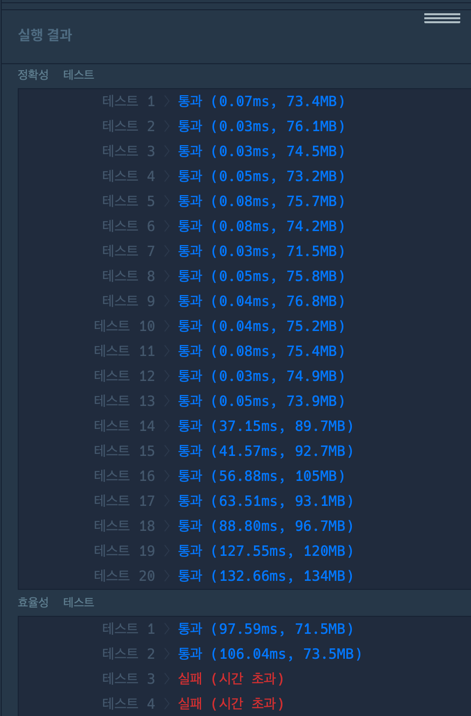 실행 결과
정확성 테스트
테스트 1 〉 통과 (0.07ms, 73.4MB)
테스트 2 〉 통과 (0.03ms, 76.1MB)
테스트 3 〉 통과 (0.03ms, 74.5MB)
테스트 4 〉 통과 (0.05ms, 73.2MB)
테스트 5 〉 통과 (0.08ms, 75.7MB)
테스트 6 〉 통과 (0.08ms, 74.2MB)
테스트 7 〉 통과 (0.03ms, 71.5MB)
테스트 8 〉 통과 (0.05ms, 75.8MB)
테스트 9 〉 통과 (0.04ms, 76.8MB)
테스트 10 〉 통과 (0.04ms, 75.2MB)
테스트 11 〉 통과 (0.08ms, 75.4MB)
테스트 12 〉 통과 (0.03ms, 74.9MB)
테스트 13 〉 통과 (0.05ms, 73.9MB)
테스트 14 〉 통과 (37.15ms, 89.7MB)
테스트 15 〉 통과 (41.57ms, 92.7MB)
테스트 16 〉 통과 (56.88ms, 105MB)
테스트 17 〉 통과 (63.51ms, 93.1MB)
테스트 18 〉 통과 (88.80ms, 96.7MB)
테스트 19 〉 통과 (127.55ms, 120MB)
테스트 20 〉 통과 (132.66ms, 134MB)
효율성 테스트
테스트 1 〉 통과 (97.59ms, 71.5MB)
테스트 2 〉 통과 (106.04ms, 73.5MB)
테스트 3 〉 실패 (시간 초과)
테스트 4 〉 실패 (시간 초과)